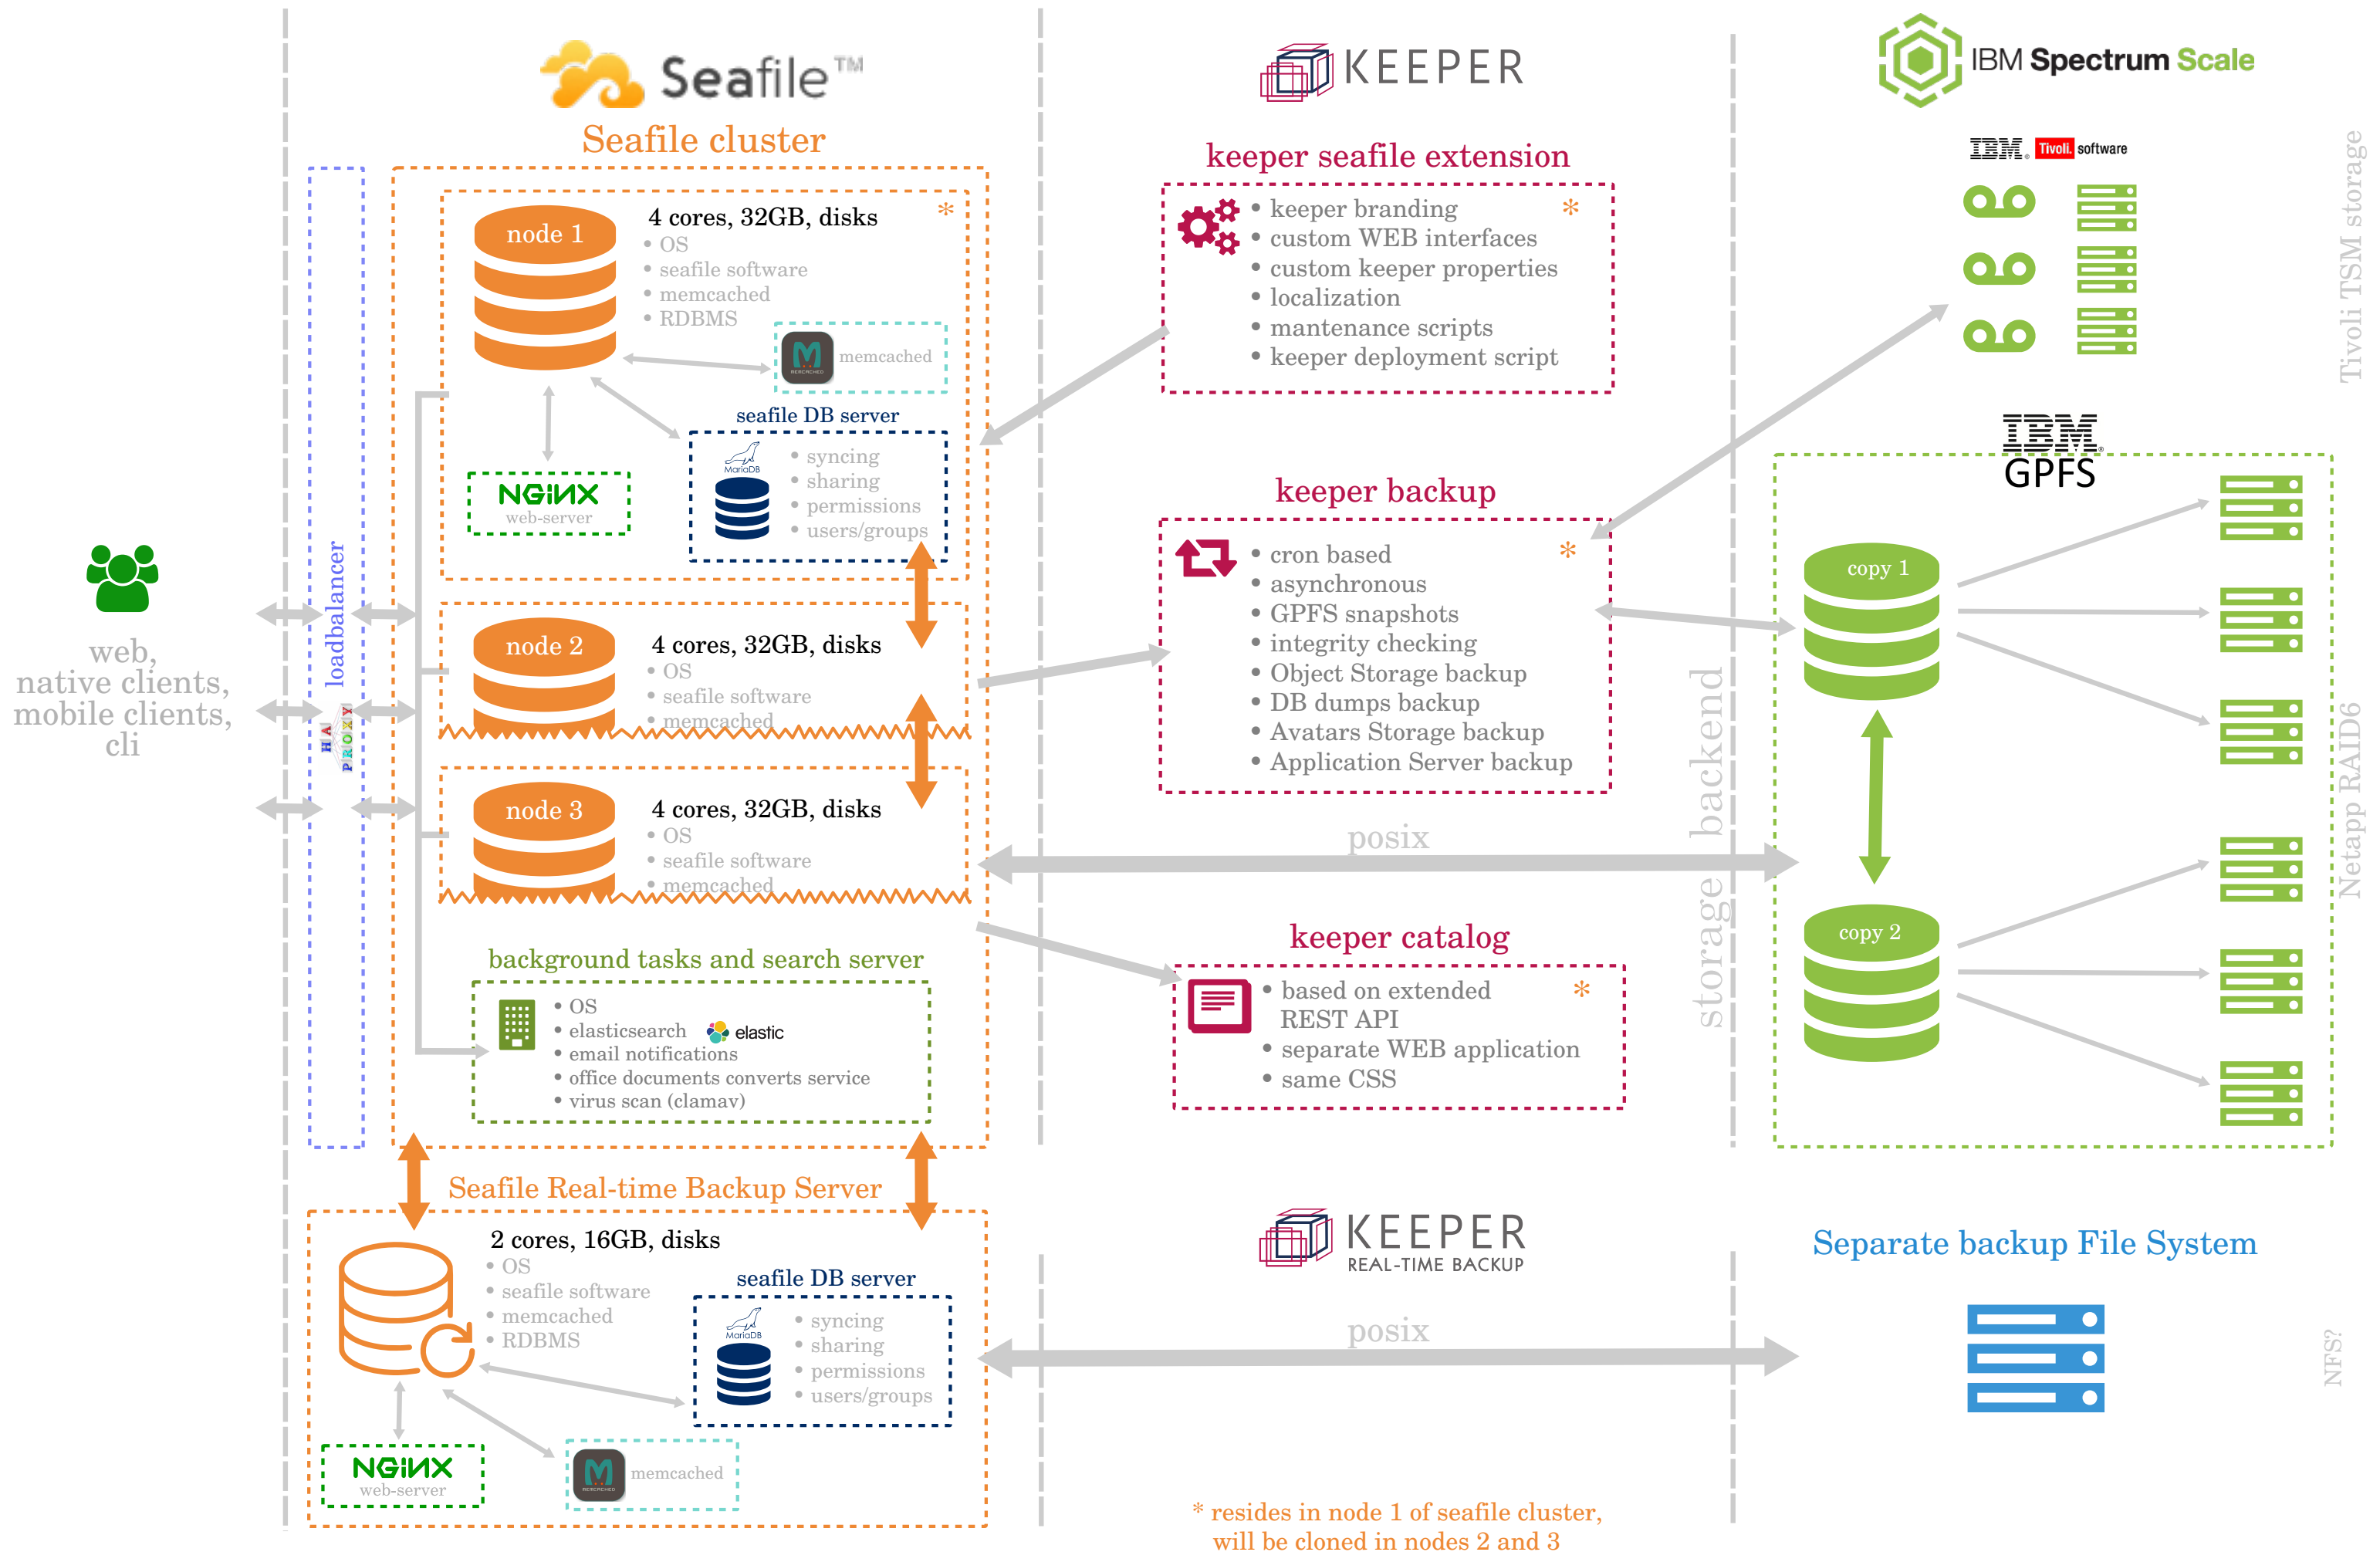 web,
native clients,
mobile clients,
cli
loadbalancer
HA
PROXY
Seafile™
Seafile cluster
node 1
4 cores, 32GB, disks
*
• OS
• seafile software
• memcached
• RDBMS
MEMCACHED
memcached
seafile DB server
MariaDB
• syncing
• sharing
• permissions
• users/groups
NGiNX
web-server
node 2
4 cores, 32GB, disks
• OS
• seafile software
• memcached
node 3
4 cores, 32GB, disks
• OS
• seafile software
• memcached
background tasks and search server
• OS
• elasticsearch
elastic
• email notifications
• office documents converts service
• virus scan (clamav)
Seafile Real-time Backup Server
2 cores, 16GB, disks
• OS
• seafile software
• memcached
• RDBMS
seafile DB server
MariaDB
• syncing
• sharing
• permissions
• users/groups
NGiNX
web-server
MEMCACHED
memcached
KEEPER
keeper seafile extension
• keeper branding
*
• custom WEB interfaces
• custom keeper properties
• localization
• mantenance scripts
• keeper deployment script
keeper backup
• cron based
*
• asynchronous
• GPFS snapshots
• integrity checking
• Object Storage backup
• DB dumps backup
• Avatars Storage backup
• Application Server backup
posix
keeper catalog
• based on extended
REST API
*
• separate WEB application
• same CSS
KEEPER
REAL-TIME BACKUP
posix
* resides in node 1 of seafile cluster,
will be cloned in nodes 2 and 3
storage backend
IBM Spectrum Scale
IBM® Tivoli. software
Tivoli TSM storage
IBM®
GPFS
copy 1
copy 2
Netapp RAID6
Separate backup File System
NFS?